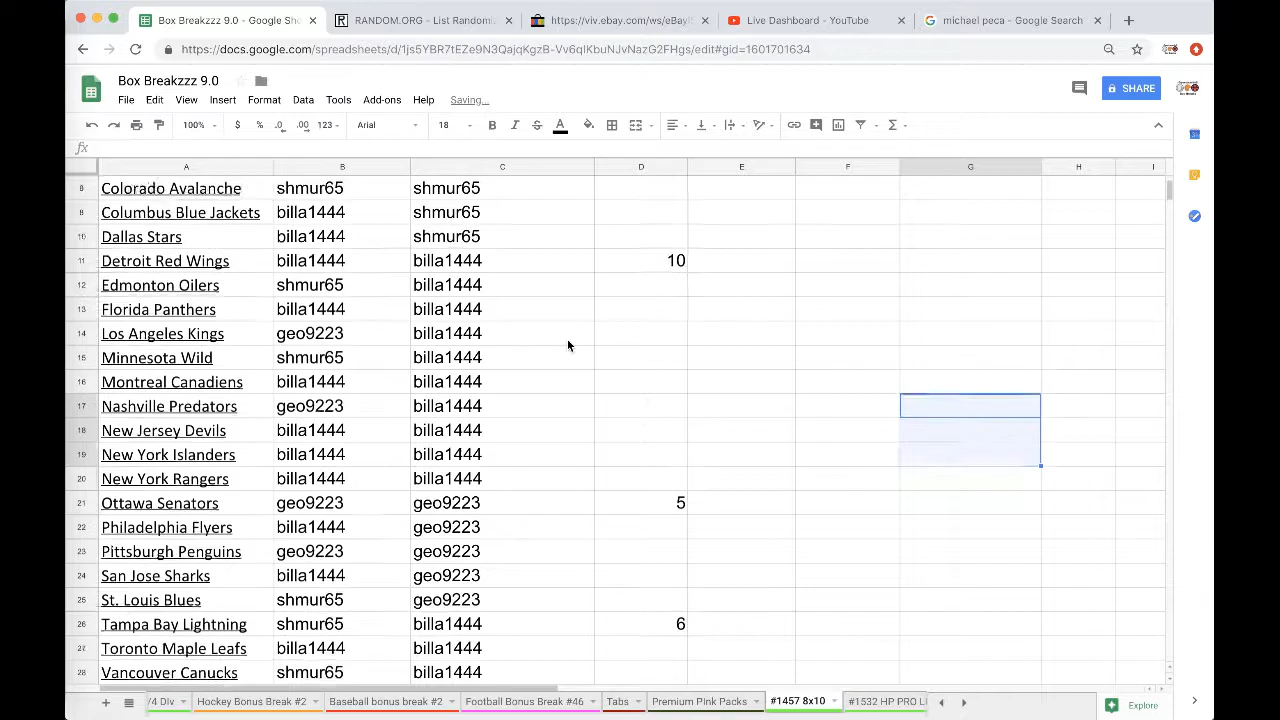 Box Breakzzz 9.0 - Google She
RANDOM.ORG - List Randomi
https://viv.ebay.com/ws/eBayI
Live Dashboard - YouTube
michael peca - Google Search
https://docs.google.com/spreadsheets/d/1js5YBR7tEZe9N3QajqKgzB-Vv6qIKbuNJvNazG2FHgs/edit#gid=1601701634
Box Breakzzz 9.0
File Edit View Insert Format Data Tools Add-ons Help Saving...
SHARE
100% $ % .0 .00 123 Arial 18 B I S A
fx
A B C D E F G H I
Colorado Avalanche shmur65 shmur65
9 Columbus Blue Jackets billa1444 shmur65
10 Dallas Stars billa1444 shmur65
11 Detroit Red Wings billa1444 billa1444 10
12 Edmonton Oilers shmur65 billa1444
13 Florida Panthers billa1444 billa1444
14 Los Angeles Kings geo9223 billa1444
15 Minnesota Wild shmur65 billa1444
16 Montreal Canadiens billa1444 billa1444
17 Nashville Predators geo9223 billa1444
18 New Jersey Devils billa1444 billa1444
19 New York Islanders billa1444 billa1444
20 New York Rangers billa1444 billa1444
21 Ottawa Senators geo9223 geo9223 5
22 Philadelphia Flyers billa1444 geo9223
23 Pittsburgh Penguins geo9223 geo9223
24 San Jose Sharks billa1444 geo9223
25 St. Louis Blues shmur65 geo9223
26 Tampa Bay Lightning shmur65 billa1444 6
27 Toronto Maple Leafs billa1444 billa1444
28 Vancouver Canucks shmur65 billa1444
/4 DIv Hockey Bonus Break #2 Baseball bonus break #2 Football Bonus Break #46 Tabs Premium Pink Packs #1457 8x10 #1532 HP PRO LI Explore